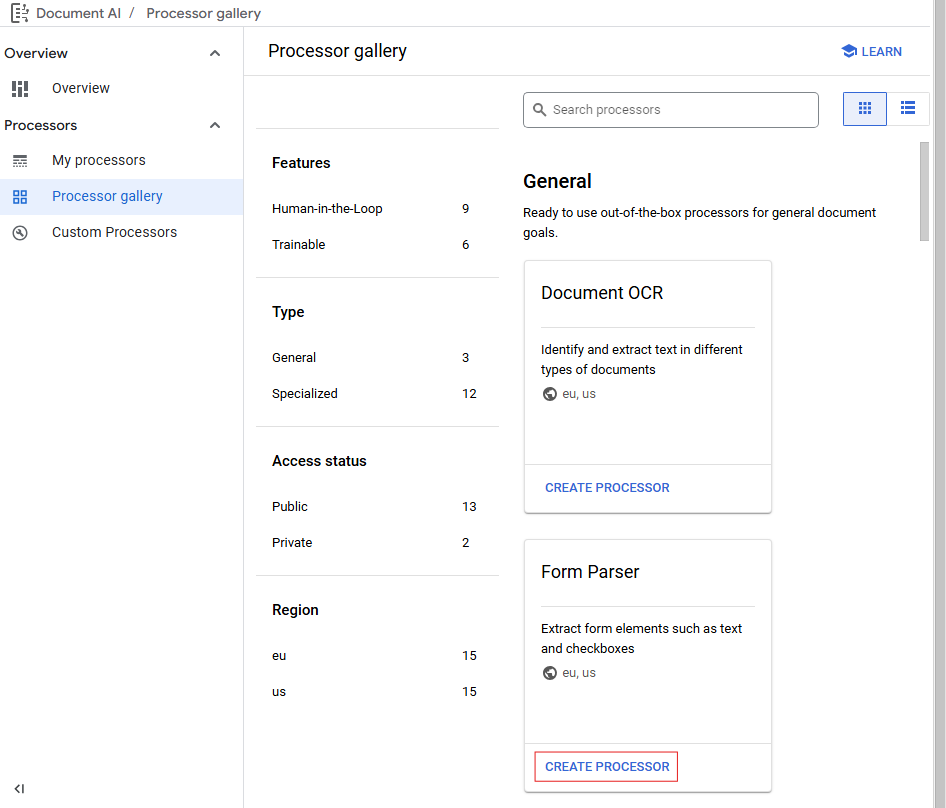 Document AI / Processor gallery
Overview
Overview
Processors
My processors
Processor gallery
Custom Processors
Processor gallery
LEARN
Search processors
Features
Human-in-the-Loop 9
Trainable 6
Type
General 3
Specialized 12
Access status
Public 13
Private 2
Region
eu 15
us 15
General
Ready to use out-of-the-box processors for general document
goals.
Document OCR
Identify and extract text in different
types of documents
eu, us
CREATE PROCESSOR
Form Parser
Extract form elements such as text
and checkboxes
eu, us
CREATE PROCESSOR